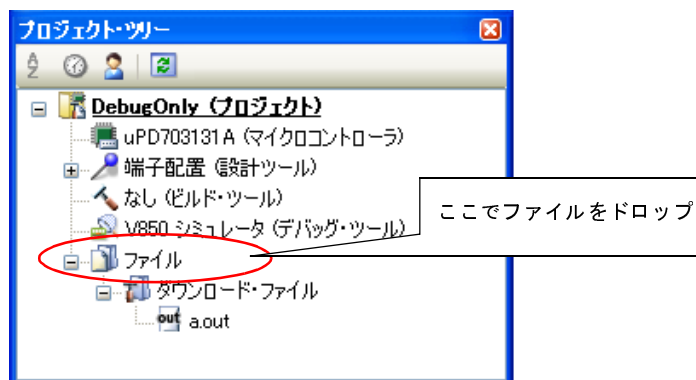 プロジェクト・ツリー
DebugOnly (プロジェクト)
uPD703131A (マイクロコントローラ)
端子配置 (設計ツール)
なし (ビルド・ツール)
V850 シミュレータ (デバッグ・ツール)
ここでファイルをドロップ
ファイル
ダウンロード・ファイル
out a.out